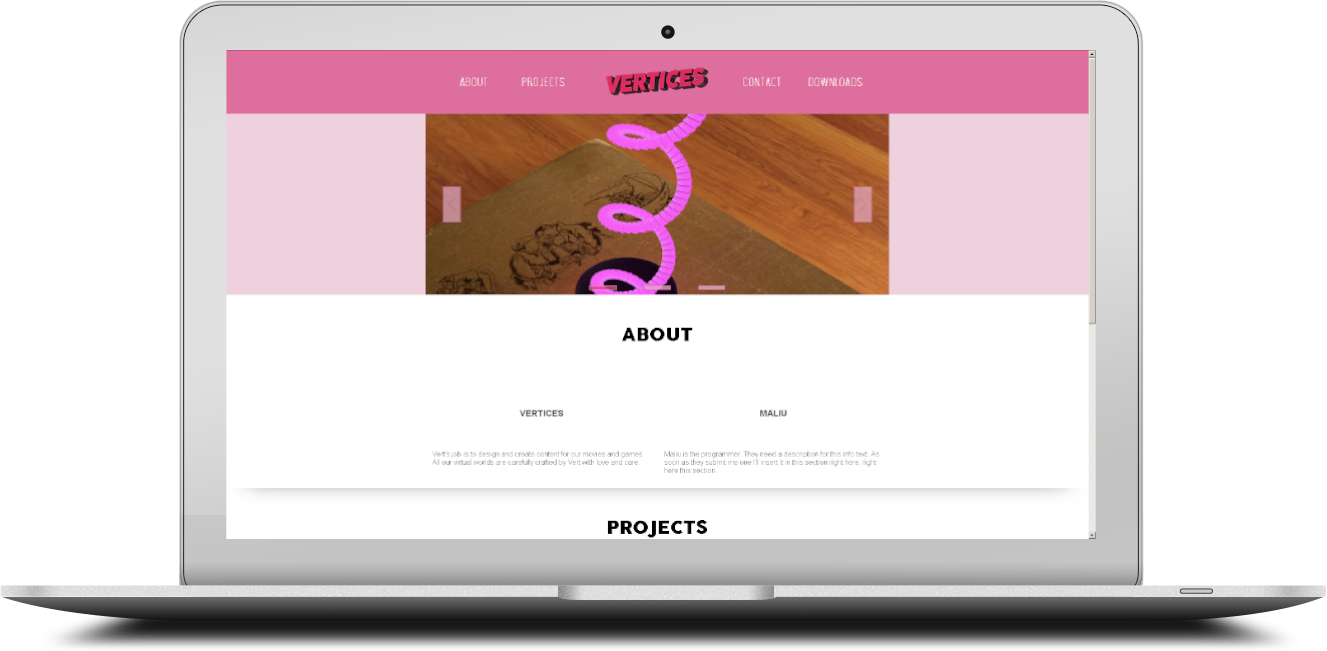 ABOUT PROJECTS VERTICES CONTACT DOWNLOADS
ABOUT
VERTICES
Vert's job is to design and create content for our movies and games.
All our virtual worlds are carefully crafted by Vert with love and care.
MALIU
Maliu is the programmer. They need a description for this info text. As
soon as they submit me one I'll insert it in this section right here, right
here this section.
PROJECTS